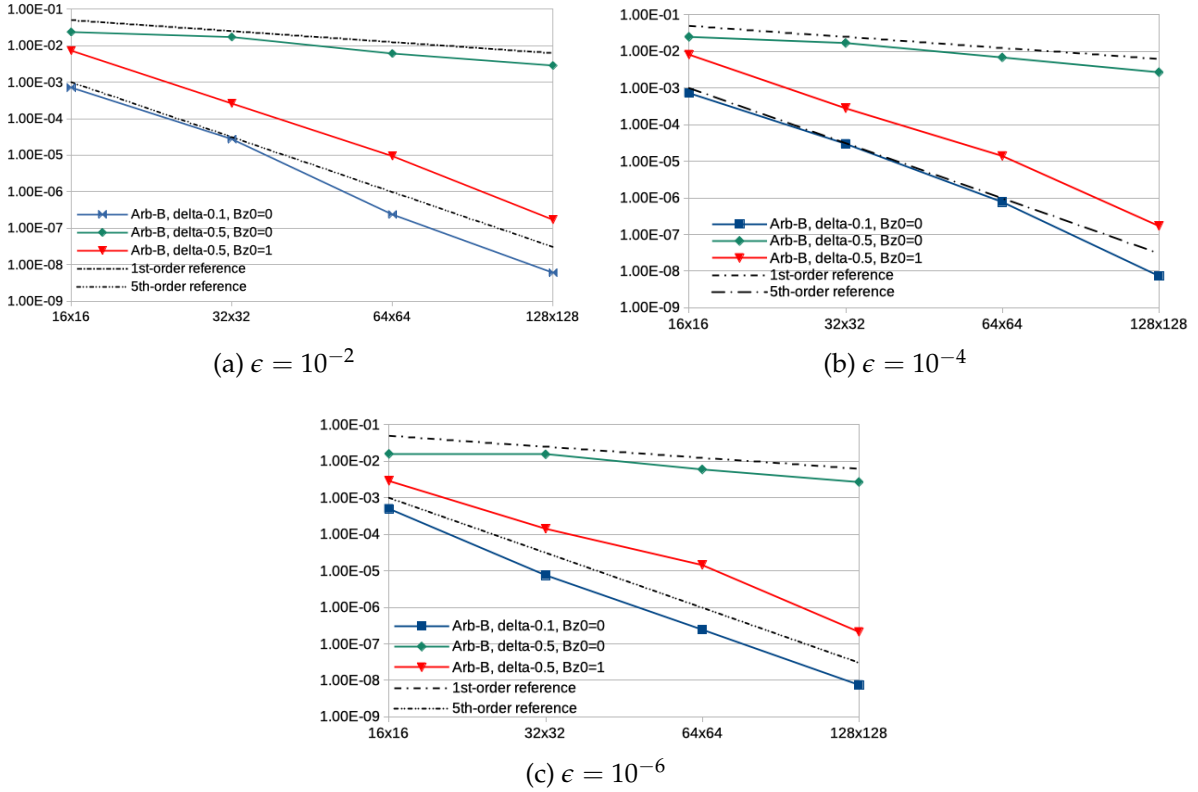 1.00E-01
1.00E-02
1.00E-03
1.00E-04
1.00E-05
1.00E-06
1.00E-07
1.00E-08
1.00E-09
Arb-B, delta-0.1, Bz0=0
Arb-B, delta-0.5, Bz0=0
Arb-B, delta-0.5, Bz0=1
1st-order reference
5th-order reference
16x16 32x32 64x64 128x128
(a) ϵ = 10⁻²
1.00E-01
1.00E-02
1.00E-03
1.00E-04
1.00E-05
1.00E-06
1.00E-07
1.00E-08
1.00E-09
Arb-B, delta-0.1, Bz0=0
Arb-B, delta-0.5, Bz0=0
Arb-B, delta-0.5, Bz0=1
1st-order reference
5th-order reference
16x16 32x32 64x64 128x128
(b) ϵ = 10⁻⁴
1.00E-01
1.00E-02
1.00E-03
1.00E-04
1.00E-05
1.00E-06
1.00E-07
1.00E-08
1.00E-09
Arb-B, delta-0.1, Bz0=0
Arb-B, delta-0.5, Bz0=0
Arb-B, delta-0.5, Bz0=1
1st-order reference
5th-order reference
16x16 32x32 64x64 128x128
(c) ϵ = 10⁻⁶